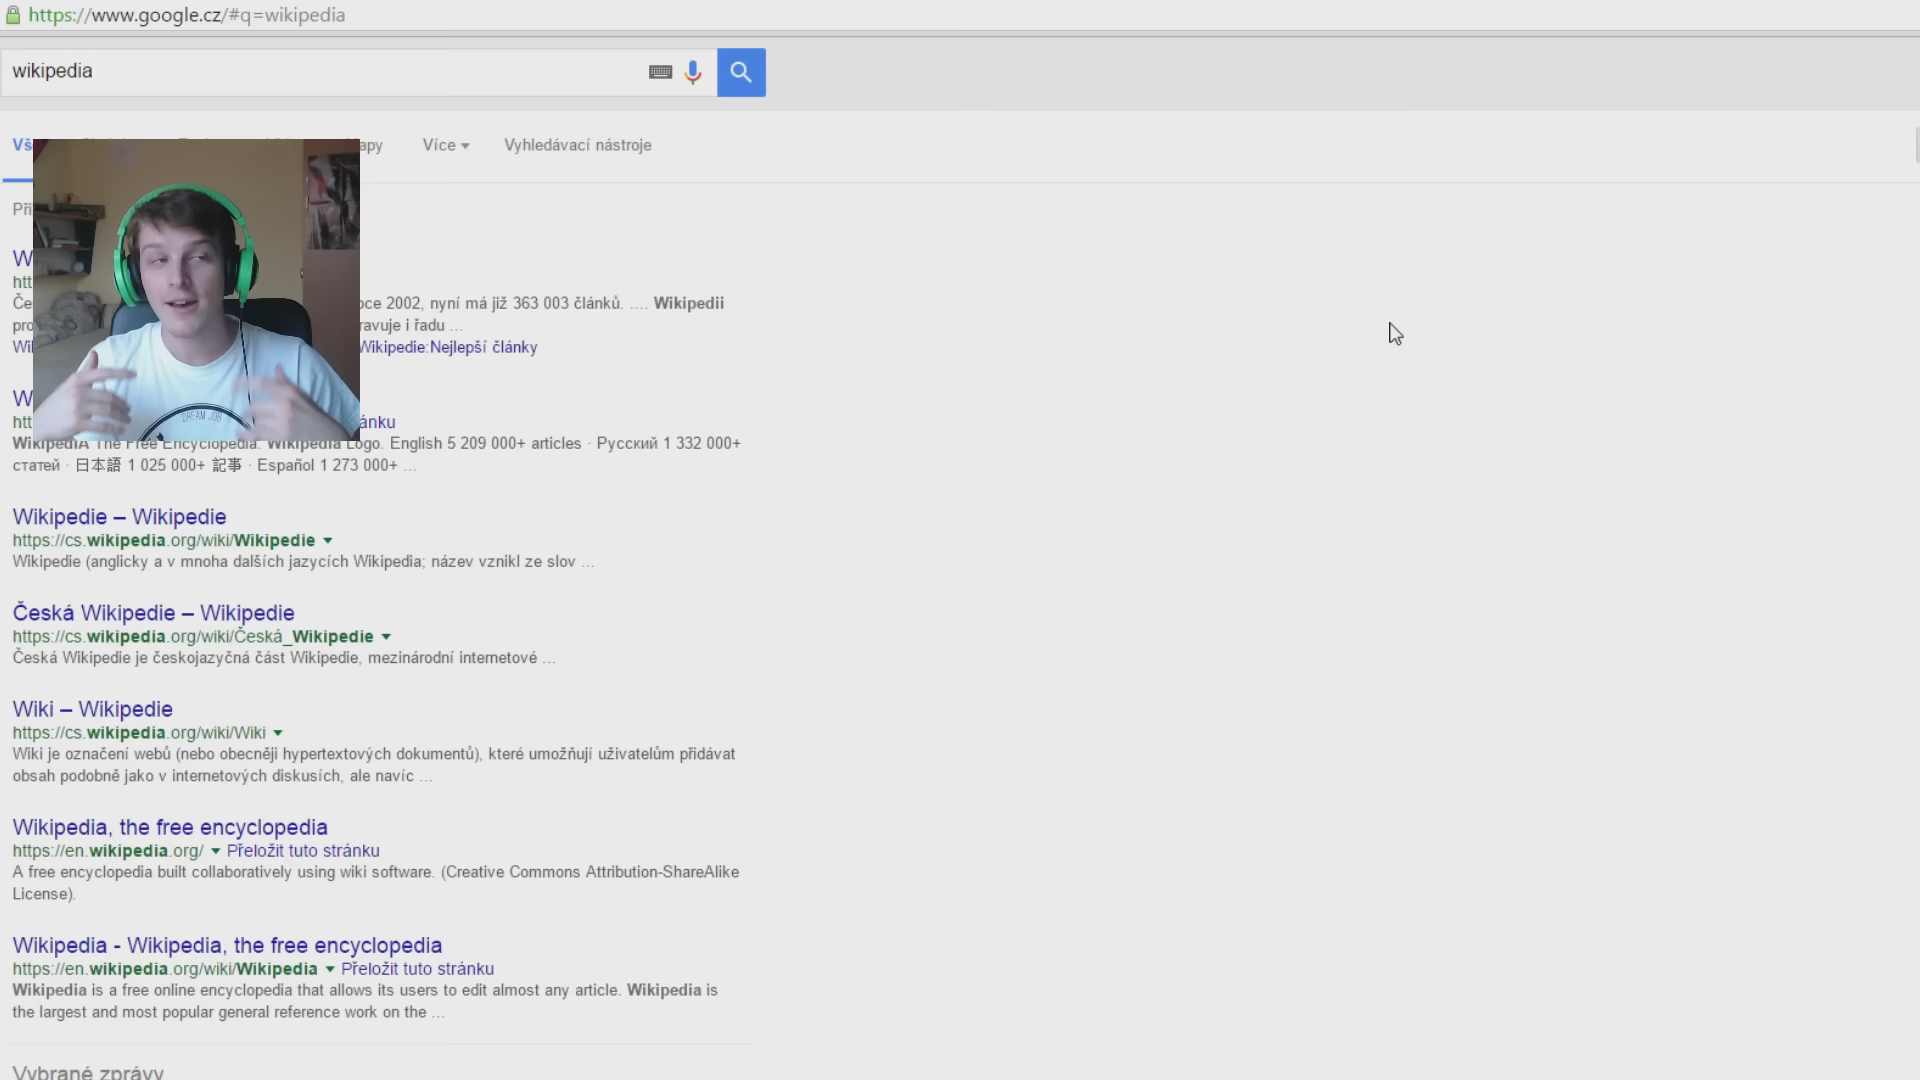 https://www.google.cz/#q=wikipedia
wikipedia
Více
Vyhledávací nástroje
2002, nyní má již 363 003 článků. .... Wikipedii
i řadu ...
Wikipedie:Nejlepší články
Wikipedia The Free Encyclopedia. Wikipedia Logo. English 5 209 000+ articles · Русский 1 332 000+
статей · 日本語 1 025 000+ 記事 · Español 1 273 000+ ...
DREAM JOB
Wikipedie – Wikipedie
https://cs.wikipedia.org/wiki/Wikipedie
Wikipedie (anglicky a v mnoha dalších jazycích Wikipedia; název vznikl ze slov ...
Česká Wikipedie – Wikipedie
https://cs.wikipedia.org/wiki/Česká_Wikipedie
Česká Wikipedie je českojazyčná část Wikipedie, mezinárodní internetové ...
Wiki – Wikipedie
https://cs.wikipedia.org/wiki/Wiki
Wiki je označení webů (nebo obecněji hypertextových dokumentů), které umožňují uživatelům přidávat
obsah podobně jako v internetových diskusích, ale navíc ...
Wikipedia, the free encyclopedia
https://en.wikipedia.org/ Přeložit tuto stránku
A free encyclopedia built collaboratively using wiki software. (Creative Commons Attribution-ShareAlike
License).
Wikipedia - Wikipedia, the free encyclopedia
https://en.wikipedia.org/wiki/Wikipedia Přeložit tuto stránku
Wikipedia is a free online encyclopedia that allows its users to edit almost any article. Wikipedia is
the largest and most popular general reference work on the ...
Vybrané zprávy